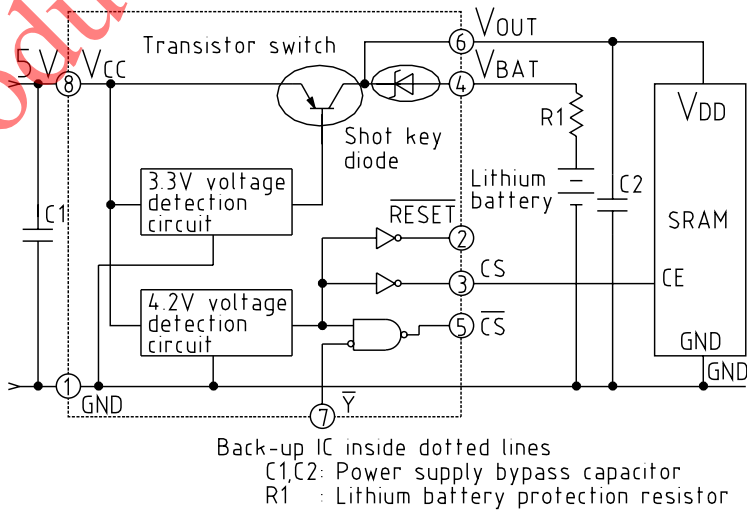 Transistor switch
VOUT
6
5 V
VCC
8
VBAT
4
R1
Shot key
diode
VDD
3.3V voltage
detection
circuit
Lithium
battery
C2
C1
RESET
2
SRAM
CS
3
CE
4.2V voltage
detection
circuit
5
CS
GND
GND
1
GND
7
Y
Back-up IC inside dotted lines
C1,C2: Power supply bypass capacitor
R1 : Lithium battery protection resistor
odu